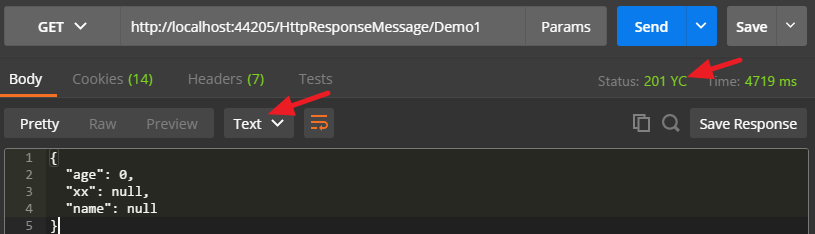 GET http://localhost:44205/HttpResponseMessage/Demo1 Params Send Save
Body Cookies (14) Headers (7) Tests Status: 201 YC Time: 4719 ms
Pretty Raw Preview Text Save Response
1 {
2 "age": 0,
3 "xx": null,
4 "name": null
5 }